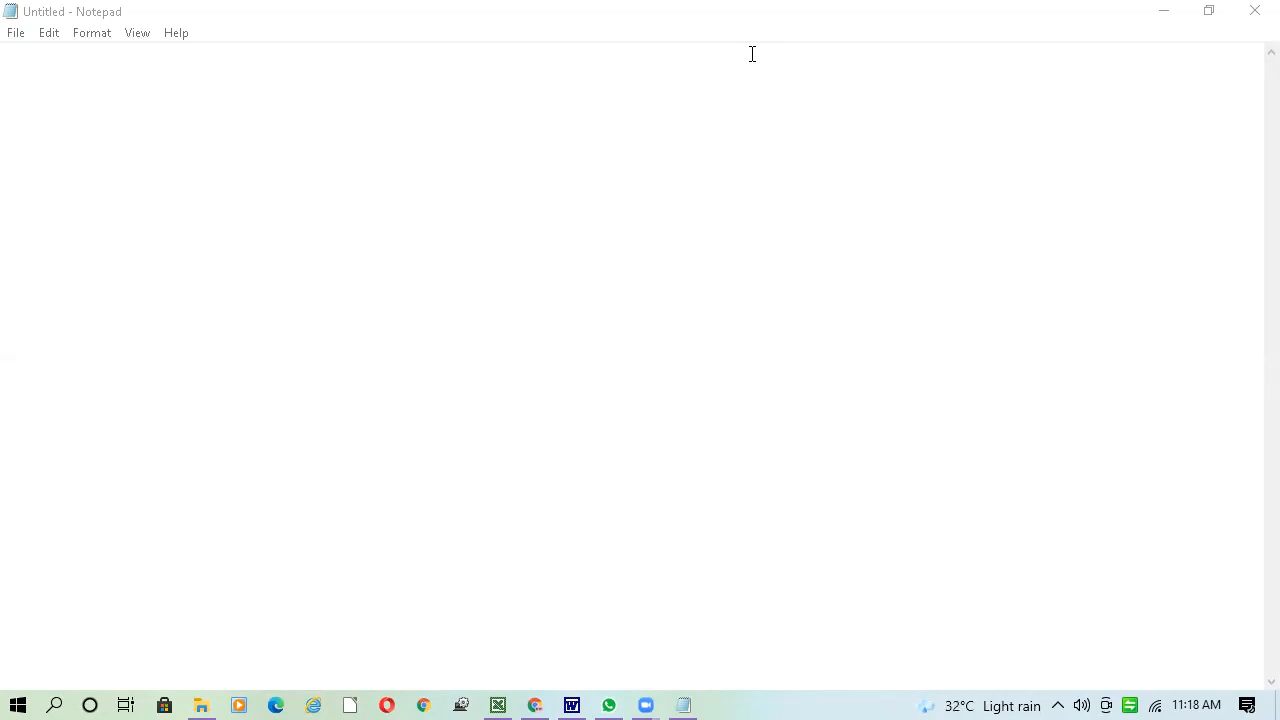 Untitled - Notepad
File Edit Format View Help
32°C Light rain 11:18 AM